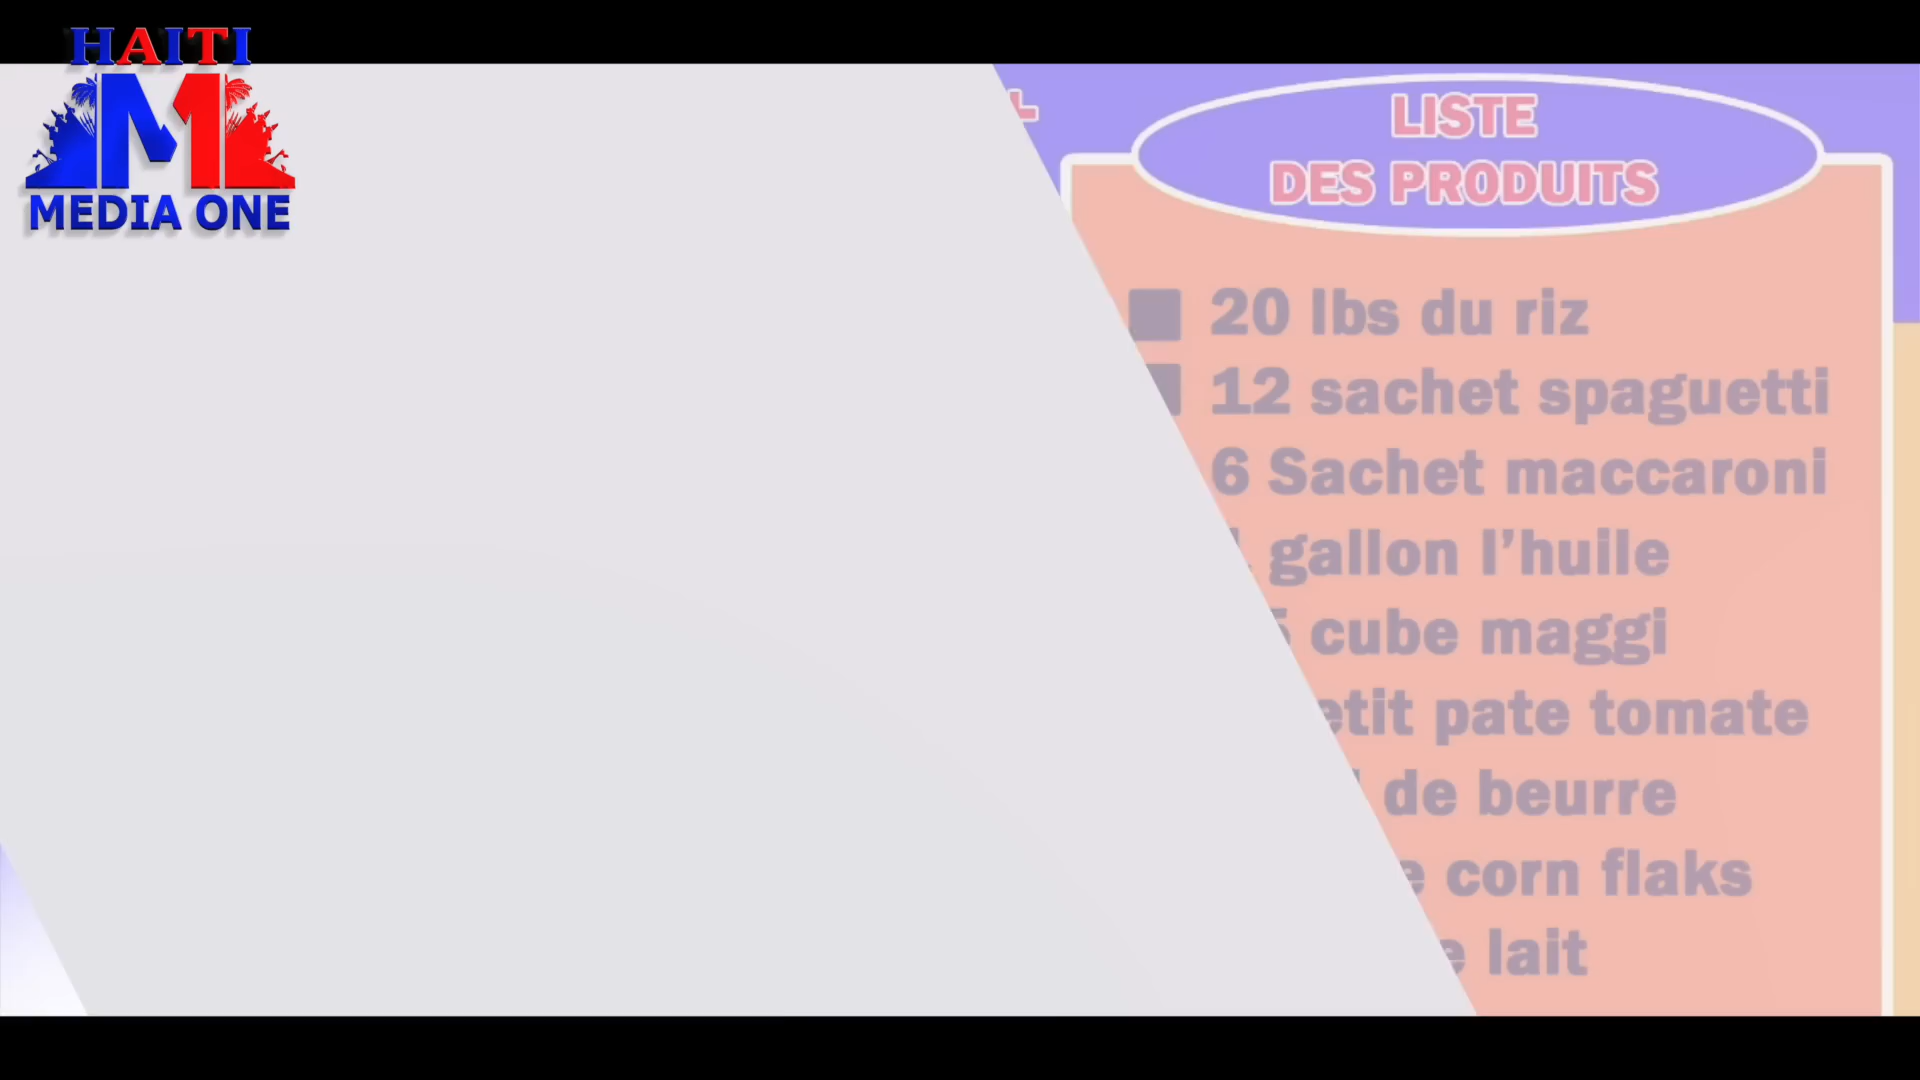 HAITI
MEDIA ONE
LISTE
DES PRODUITS
20 lbs du riz
12 sachet spaguetti
6 Sachet maccaroni
gallon l’huile
cube maggi
pate tomate
de beurre
corn flaks
lait